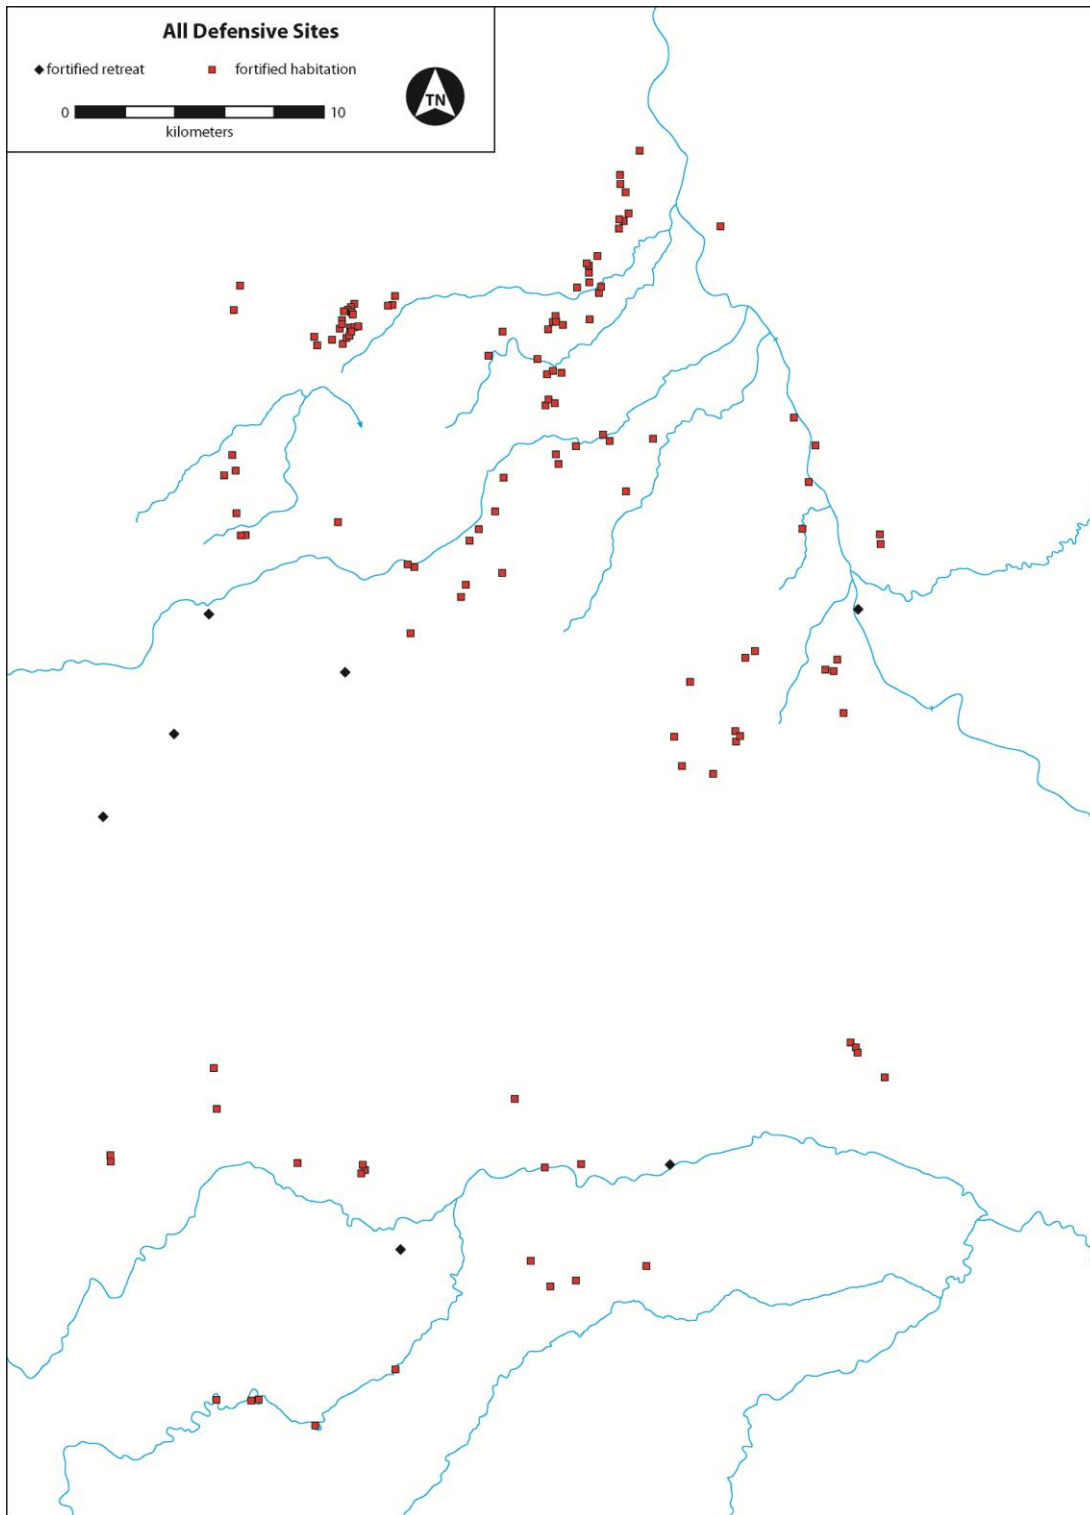 All Defensive Sites
fortified retreat fortified habitation
0 10
kilometers
TN